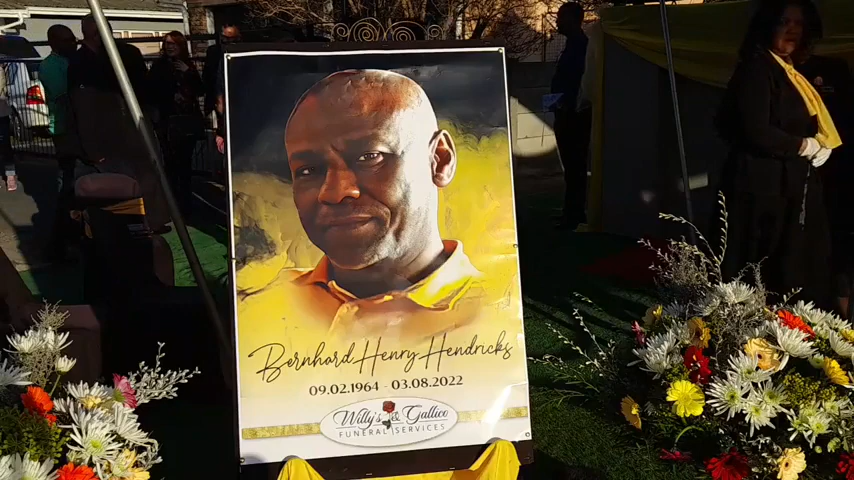 Bernhard Henry Hendricks
09.02.1964 - 03.08.2022
Willy's & Gallico
FUNERAL SERVICES